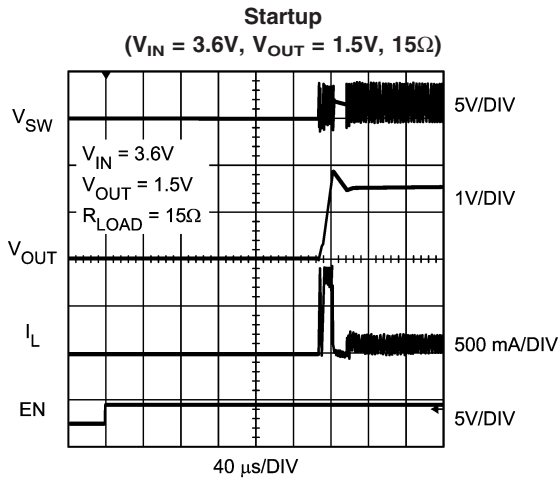 Startup
(VIN = 3.6V, VOUT = 1.5V, 15Ω)
VSW
5V/DIV
VIN = 3.6V
VOUT = 1.5V
RLOAD = 15Ω
1V/DIV
VOUT
IL
500 mA/DIV
EN
5V/DIV
40 μs/DIV